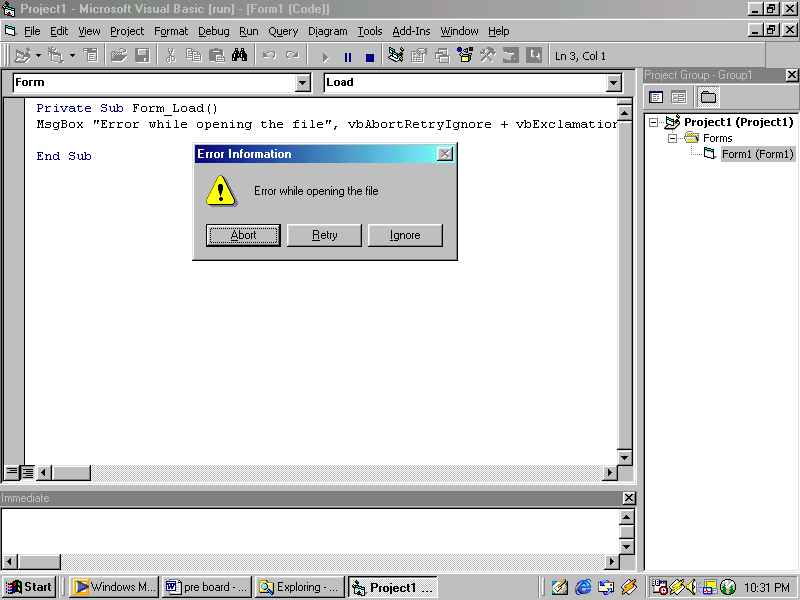 Project1 - Microsoft Visual Basic [run] - [Form1 (Code)]
File Edit View Project Format Debug Run Query Diagram Tools Add-Ins Window Help
Ln 3, Col 1
Form
Load
Private Sub Form_Load()
MsgBox "Error while opening the file", vbAbortRetryIgnore + vbExclamation
End Sub
Error Information
Error while opening the file
Abort Retry Ignore
Project Group - Group1
Project1 (Project1)
Forms
Form1 (Form1)
Immediate
Start
Windows M...
pre board - ...
Exploring - ...
Project1 ...
10:31 PM